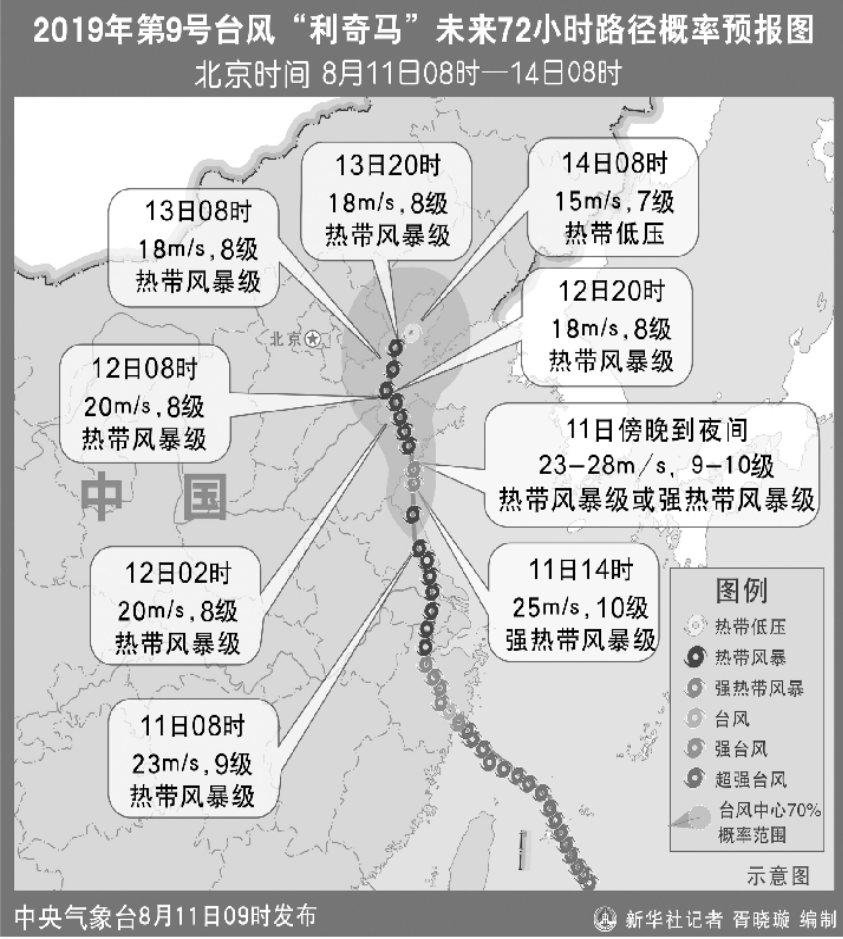 2019年第9号台风“利奇马”未来72小时路径概率预报图
北京时间 8月11日08时—14日08时
13日20时
18m/s,8级
热带风暴级
14日08时
15m/s,7级
热带低压
13日08时
18m/s,8级
热带风暴级
12日20时
18m/s,8级
热带风暴级
北京
12日08时
20m/s,8级
热带风暴级
11日傍晚到夜间
23-28m/s, 9-10级
热带风暴级或强热带风暴级
中国
12日02时
20m/s,8级
热带风暴级
11日14时
25m/s,10级
强热带风暴级
11日08时
23m/s,9级
热带风暴级
图例
热带低压
热带风暴
强热带风暴
台风
强台风
超强台风
台风中心70%
概率范围
示意图
中央气象台8月11日09时发布
新华社记者 胥晓璇 编制